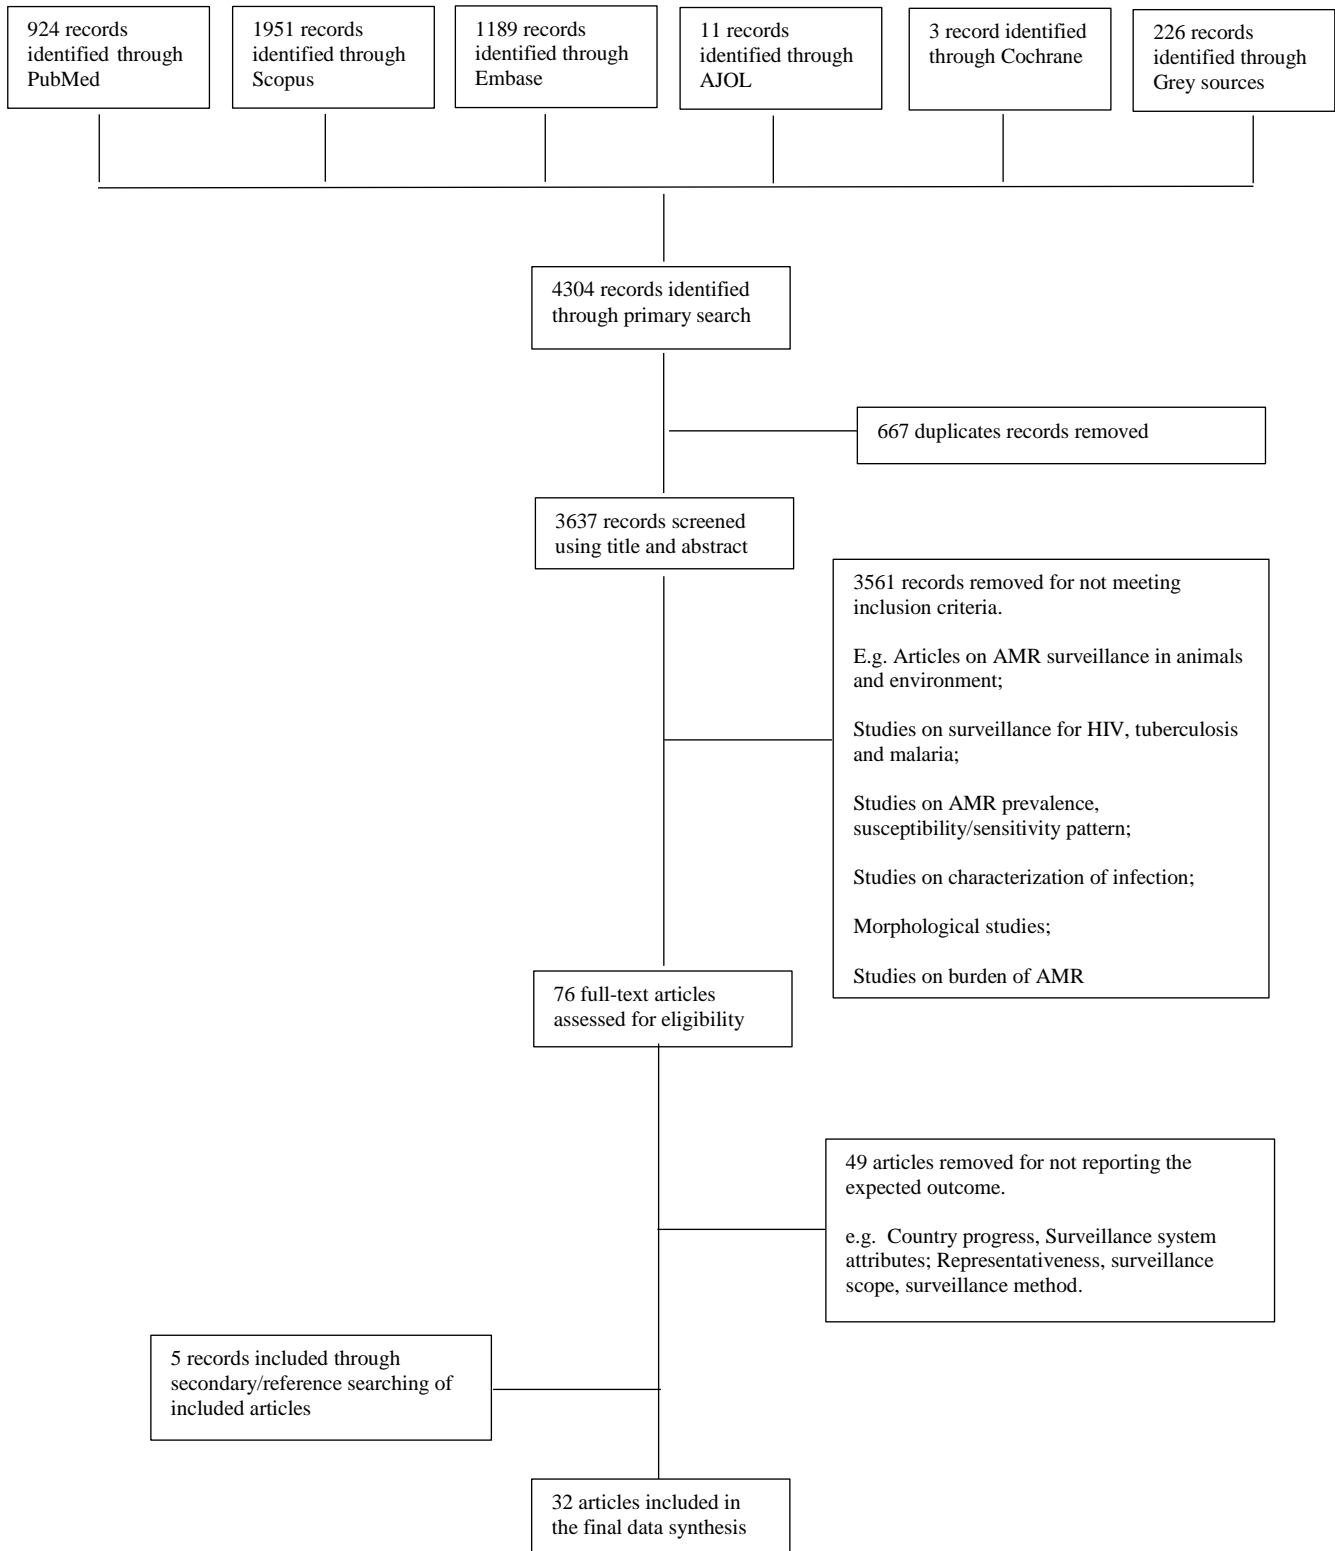 924 records
identified through
PubMed
1951 records
identified through
Scopus
1189 records
identified through
Embase
11 records
identified through
AJOL
3 record identified
through Cochrane
226 records
identified through
Grey sources
4304 records identified
through primary search
667 duplicates records removed
3637 records screened
using title and abstract
3561 records removed for not meeting
inclusion criteria.
E.g. Articles on AMR surveillance in animals
and environment;
Studies on surveillance for HIV, tuberculosis
and malaria;
Studies on AMR prevalence,
susceptibility/sensitivity pattern;
Studies on characterization of infection;
Morphological studies;
Studies on burden of AMR
76 full-text articles
assessed for eligibility
49 articles removed for not reporting the
expected outcome.
e.g. Country progress, Surveillance system
attributes; Representativeness, surveillance
scope, surveillance method.
5 records included through
secondary/reference searching of
included articles
32 articles included in
the final data synthesis